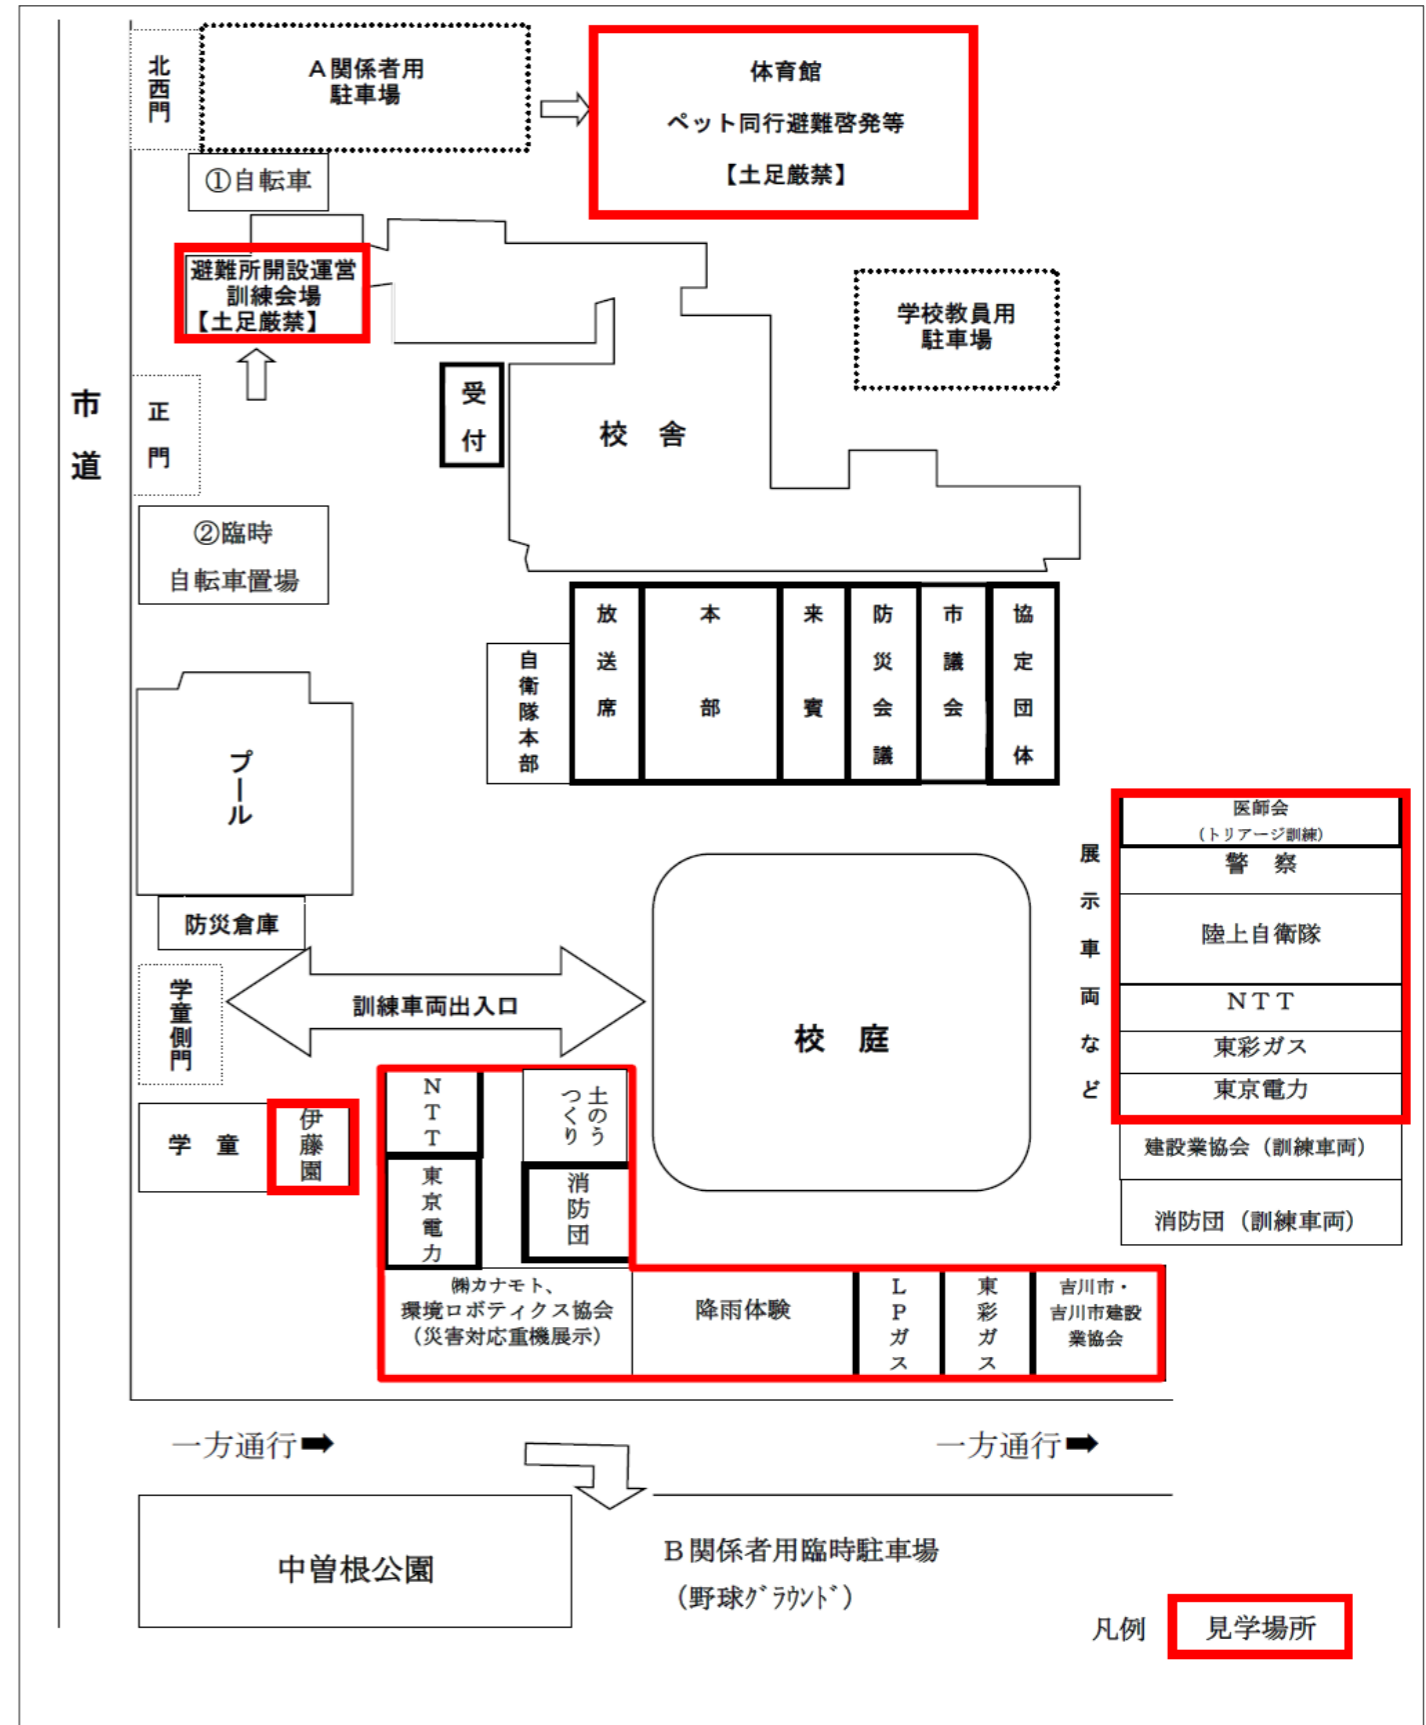 北西門
A関係者用
駐車場
体育館
ペット同行避難啓発等
【土足厳禁】
①自転車
避難所開設運営
訓練会場
【土足厳禁】
学校教員用
駐車場
市道
正門
受付
校 舎
②臨時
自転車置場
自衛隊本部
放送席
本部
来賓
防災会議
市議会
協定団体
プール
防災倉庫
展示車両など
医師会
(トリアージ訓練)
警 察
陸上自衛隊
NTT
東彩ガス
東京電力
建設業協会(訓練車両)
消防団(訓練車両)
学童側門
訓練車両出入口
校 庭
学 童
伊藤園
NTT
土のう
つくり
東京電力
消防団
㈱カナモト、
環境ロボティクス協会
(災害対応重機展示)
降雨体験
LPガス
東彩ガス
吉川市・
吉川市建設
業協会
一方通行➡
一方通行➡
中曽根公園
B関係者用臨時駐車場
(野球グラウンド)
凡例
見学場所